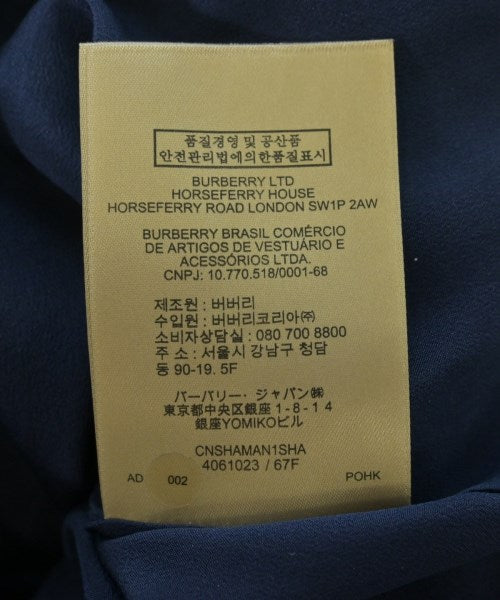 품질경영 및 공산품
안전관리법에의한품질표시
BURBERRY LTD
HORSEFERRY HOUSE
HORSEFERRY ROAD LONDON SW1P 2AW
BURBERRY BRASIL COMÉRCIO
DE ARTIGOS DE VESTUÁRIO E
ACESSÓRIOS LTDA.
CNPJ: 10.770.518/0001-68
제조원 : 버버리
수입원 : 버버리코리아㈜
소비자상담실 : 080 700 8800
주 소 : 서울시 강남구 청담
동 90-19. 5F
バーバリー・ジャパン㈱
東京都中央区銀座 1-8-14
銀座YOMIKOビル
CNSHAMAN1SHA
4061023 / 67F
AD 002 POHK